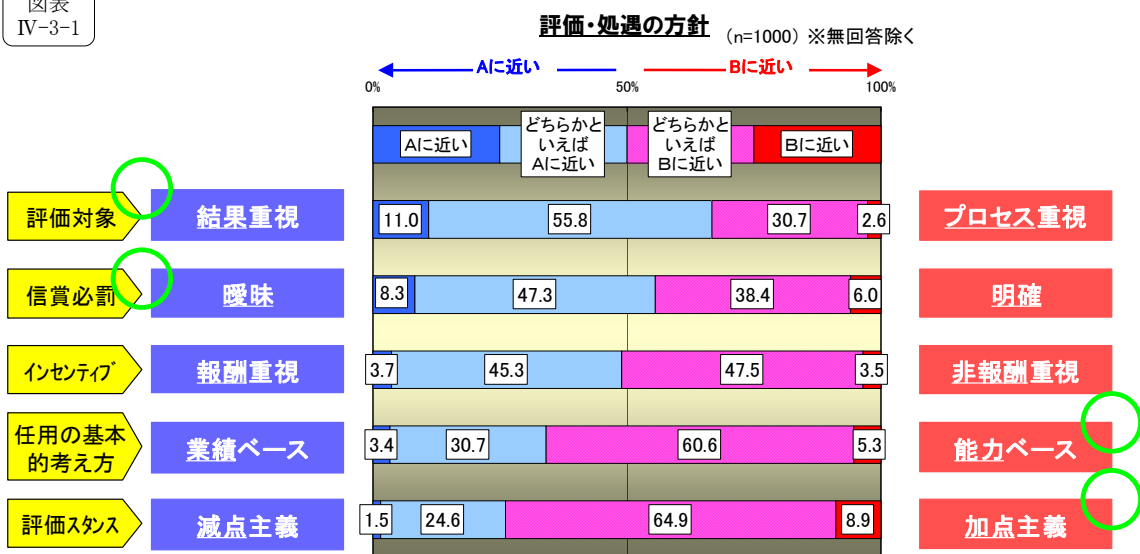 図表
Ⅳ-3-1
評価・処遇の方針 (n=1000) ※無回答除く
Aに近い Bに近い
0% 50% 100%
Aに近い
どちらかと
いえば
Aに近い
どちらかと
いえば
Bに近い
Bに近い
評価対象 結果重視 11.0 55.8 30.7 2.6 プロセス重視
信賞必罰 曖昧 8.3 47.3 38.4 6.0 明確
インセンティブ 報酬重視 3.7 45.3 47.5 3.5 非報酬重視
任用の基本
的考え方
業績ベース 3.4 30.7 60.6 5.3 能力ベース
評価スタンス 減点主義 1.5 24.6 64.9 8.9 加点主義